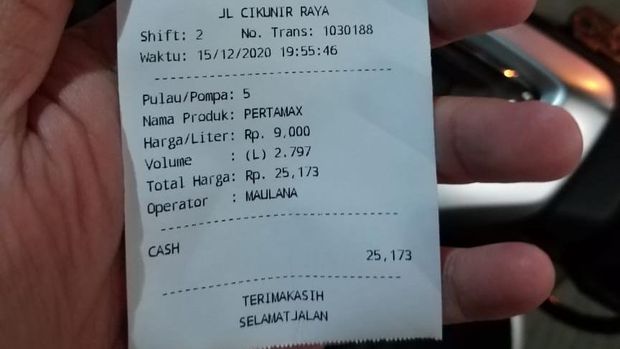 JL CIKUNIR RAYA
Shift: 2 No. Trans: 1030188
Waktu: 15/12/2020 19:55:46
Pulau/Pompa: 5
Nama Produk: PERTAMAX
Harga/Liter: Rp. 9,000
Volume : (L) 2.797
Total Harga: Rp. 25,173
Operator : MAULANA
CASH
25,173
TERIMAKASIH
SELAMATJALAN